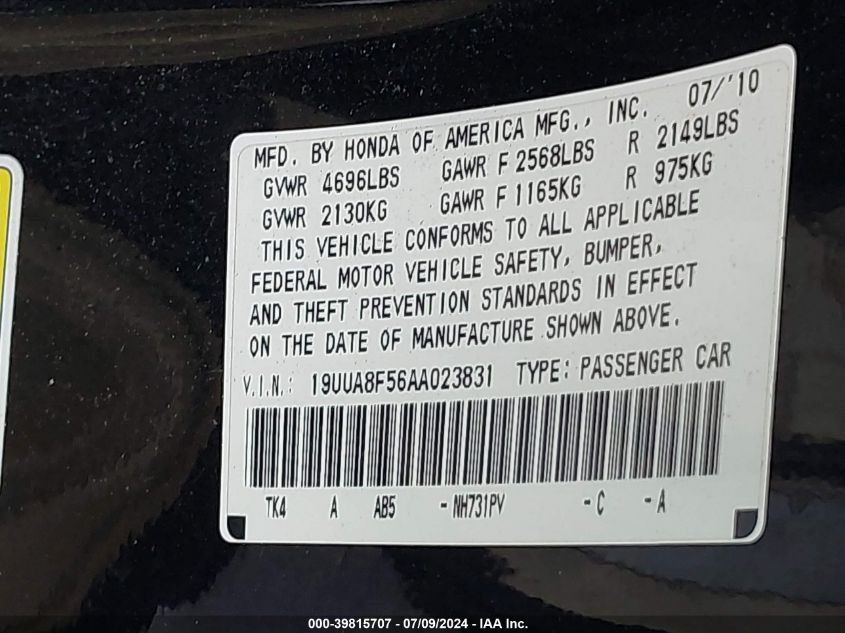 07/'10
MFD. BY HONDA OF AMERICA MFG., INC.
GVWR 4696LBS GAWR F 2568LBS R 2149LBS
GVWR 2130KG GAWR F 1165KG R 975KG
THIS VEHICLE CONFORMS TO ALL APPLICABLE
FEDERAL MOTOR VEHICLE SAFETY, BUMPER,
AND THEFT PREVENTION STANDARDS IN EFFECT
ON THE DATE OF MANUFACTURE SHOWN ABOVE.
V.I.N.: 19UUA8F56AA023831 TYPE: PASSENGER CAR
TK4 A AB5 -NH731PV -C -A
000-39815707 - 07/09/2024 - IAA Inc.